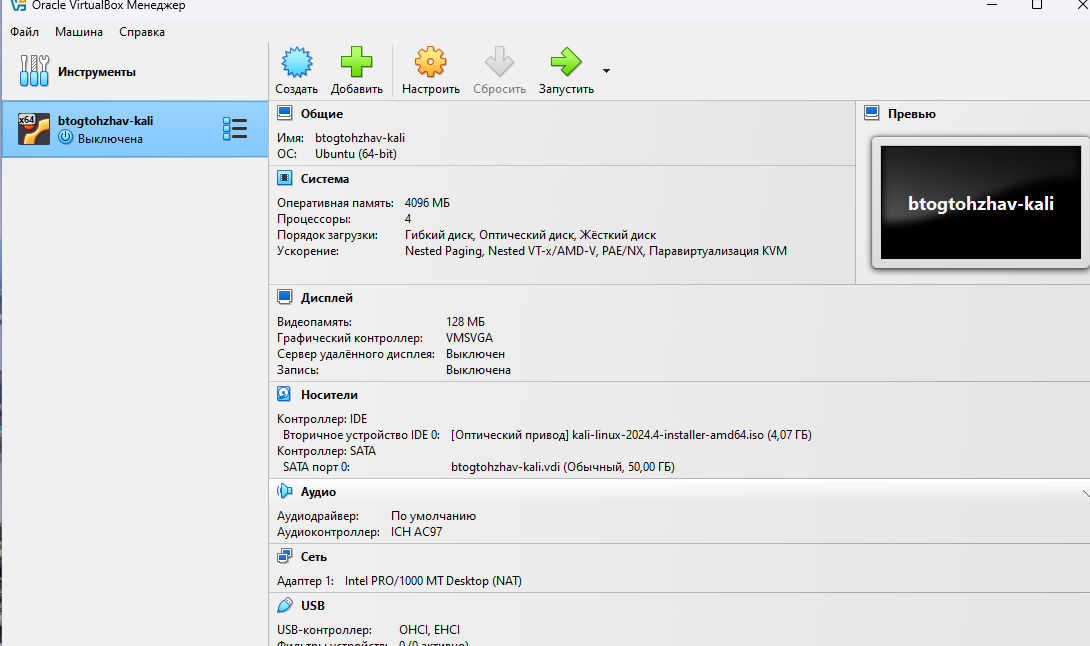 Oracle VirtualBox Менеджер
Файл Машина Справка
Инструменты
Создать Добавить Настроить Сбросить Запустить
x64
btogtohzhav-kali
Выключена
Общие
Имя: btogtohzhav-kali
ОС: Ubuntu (64-bit)
Превью
btogtohzhav-kali
Система
Оперативная память: 4096 МБ
Процессоры: 4
Порядок загрузки: Гибкий диск, Оптический диск, Жёсткий диск
Ускорение: Nested Paging, Nested VT-x/AMD-V, PAE/NX, Паравиртуализация KVM
Дисплей
Видеопамять: 128 МБ
Графический контроллер: VMSVGA
Сервер удалённого дисплея: Выключен
Запись: Выключена
Носители
Контроллер: IDE
Вторичное устройство IDE 0: [Оптический привод] kali-linux-2024.4-installer-amd64.iso (4,07 ГБ)
Контроллер: SATA
SATA порт 0: btogtohzhav-kali.vdi (Обычный, 50,00 ГБ)
Аудио
Аудиодрайвер: По умолчанию
Аудиоконтроллер: ICH AC97
Сеть
Адаптер 1: Intel PRO/1000 MT Desktop (NAT)
USB
USB-контроллер: OHCI, EHCI
Фильтры устройств: 0 (0 активно)